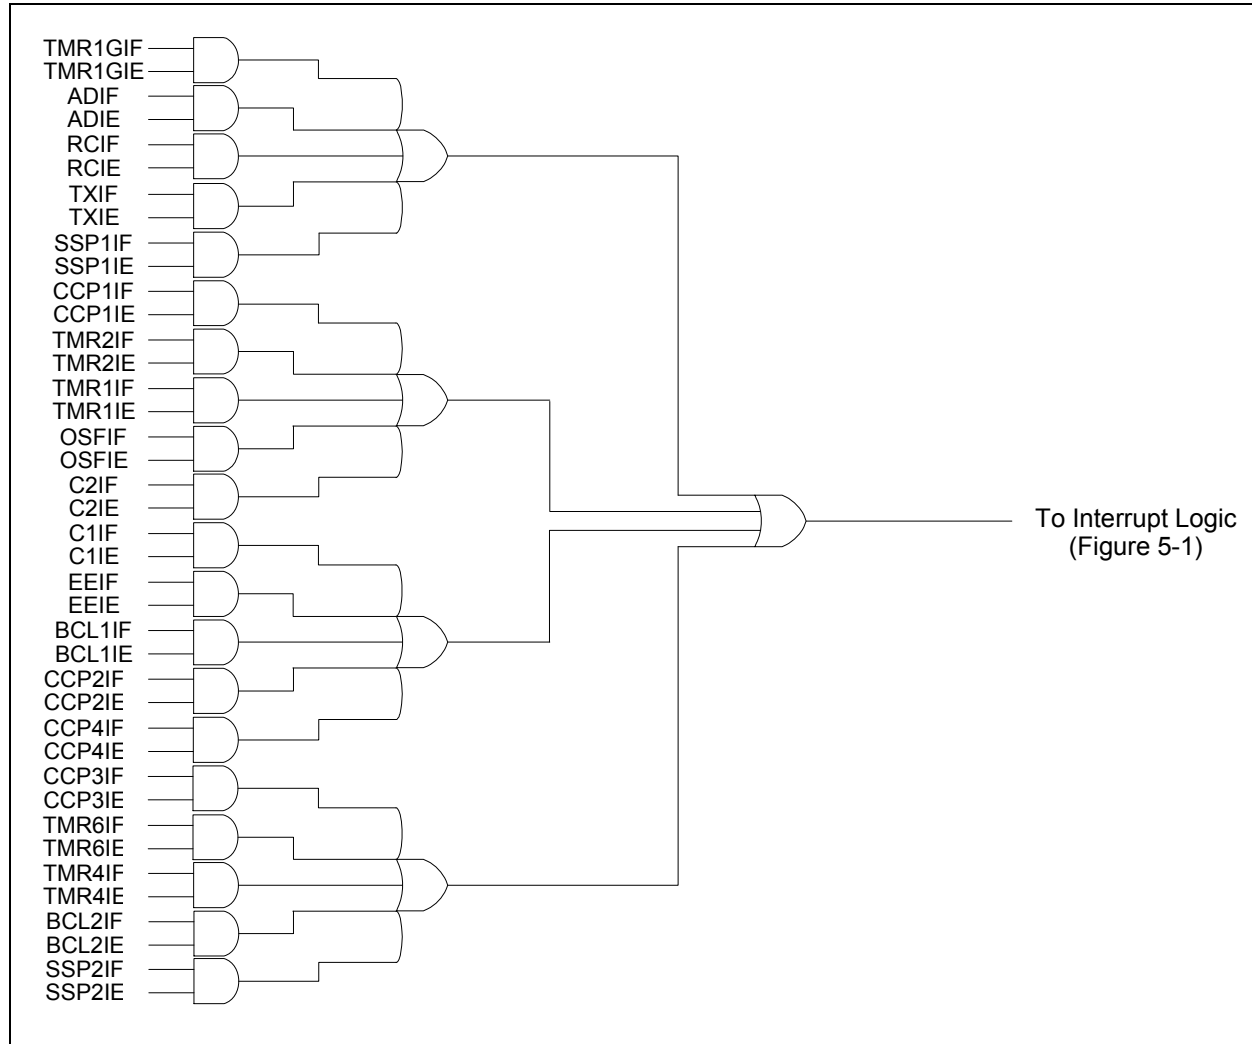 TMR1GIF
TMR1GIE
ADIF
ADIE
RCIF
RCIE
TXIF
TXIE
SSP1IF
SSP1IE
CCP1IF
CCP1IE
TMR2IF
TMR2IE
TMR1IF
TMR1IE
OSFIF
OSFIE
C2IF
C2IE
C1IF
C1IE
EEIF
EEIE
BCL1IF
BCL1IE
CCP2IF
CCP2IE
CCP4IF
CCP4IE
CCP3IF
CCP3IE
TMR6IF
TMR6IE
TMR4IF
TMR4IE
BCL2IF
BCL2IE
SSP2IF
SSP2IE
To Interrupt Logic
(Figure 5-1)